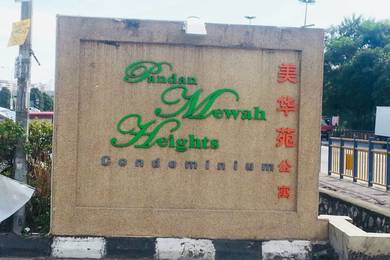 Pandan
Mewah
Heights
Condominium
美华苑公寓